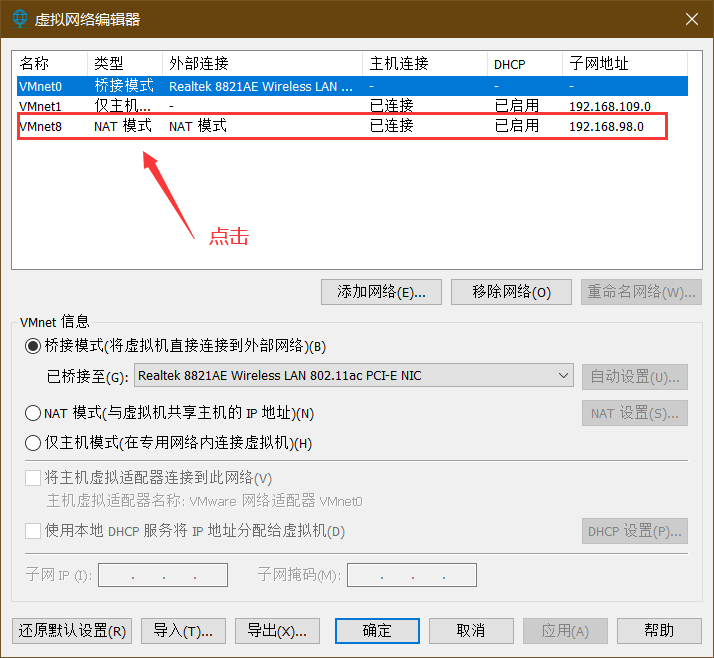 虚拟网络编辑器
名称 类型 外部连接 主机连接 DHCP 子网地址
VMnet0 桥接模式 Realtek 8821AE Wireless LAN ... - - -
VMnet1 仅主机... - 已连接 已启用 192.168.109.0
VMnet8 NAT 模式 NAT 模式 已连接 已启用 192.168.98.0
点击
添加网络(E)... 移除网络(O) 重命名网络(W)...
VMnet 信息
桥接模式(将虚拟机直接连接到外部网络)(B)
已桥接至(G): Realtek 8821AE Wireless LAN 802.11ac PCI-E NIC 自动设置(U)...
NAT 模式(与虚拟机共享主机的 IP 地址)(N) NAT 设置(S)...
仅主机模式(在专用网络内连接虚拟机)(H)
将主机虚拟适配器连接到此网络(V)
主机虚拟适配器名称: VMware 网络适配器 VMnet0
使用本地 DHCP 服务将 IP 地址分配给虚拟机(D) DHCP 设置(P)...
子网 IP (I): . . . 子网掩码(M): . . .
还原默认设置(R) 导入(T)... 导出(X)... 确定 取消 应用(A) 帮助